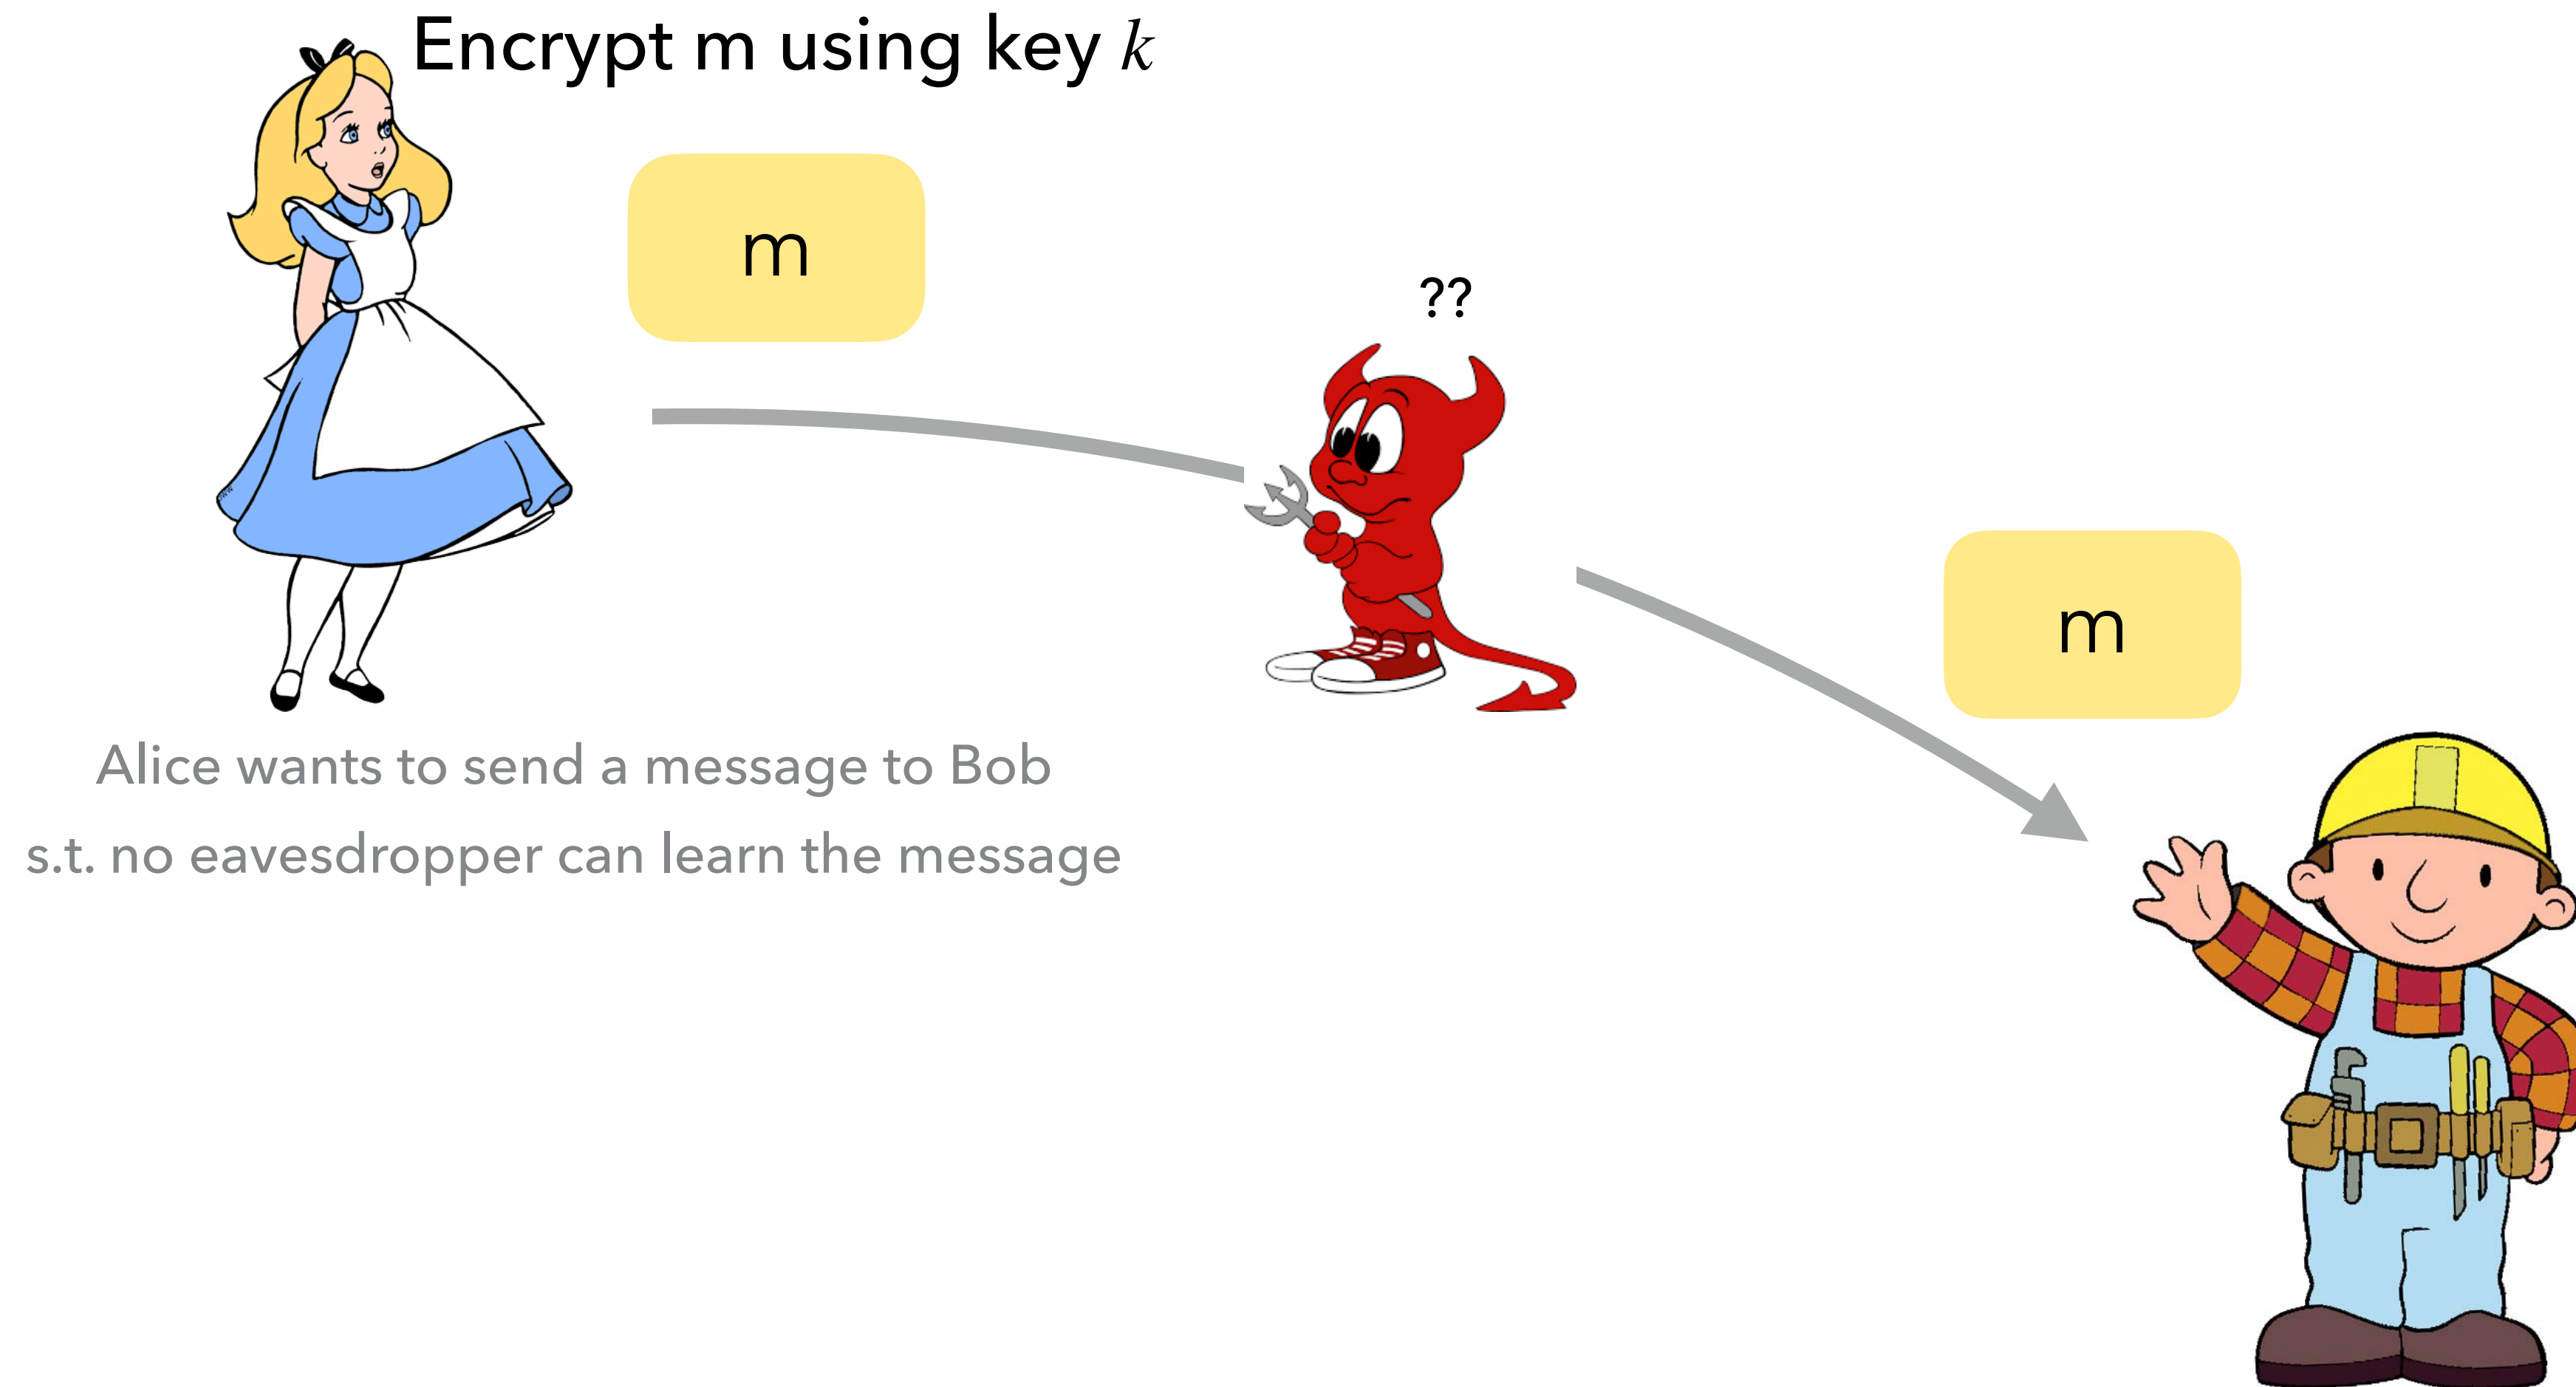 Encrypt m using key k
m
??
m
Alice wants to send a message to Bob
s.t. no eavesdropper can learn the message